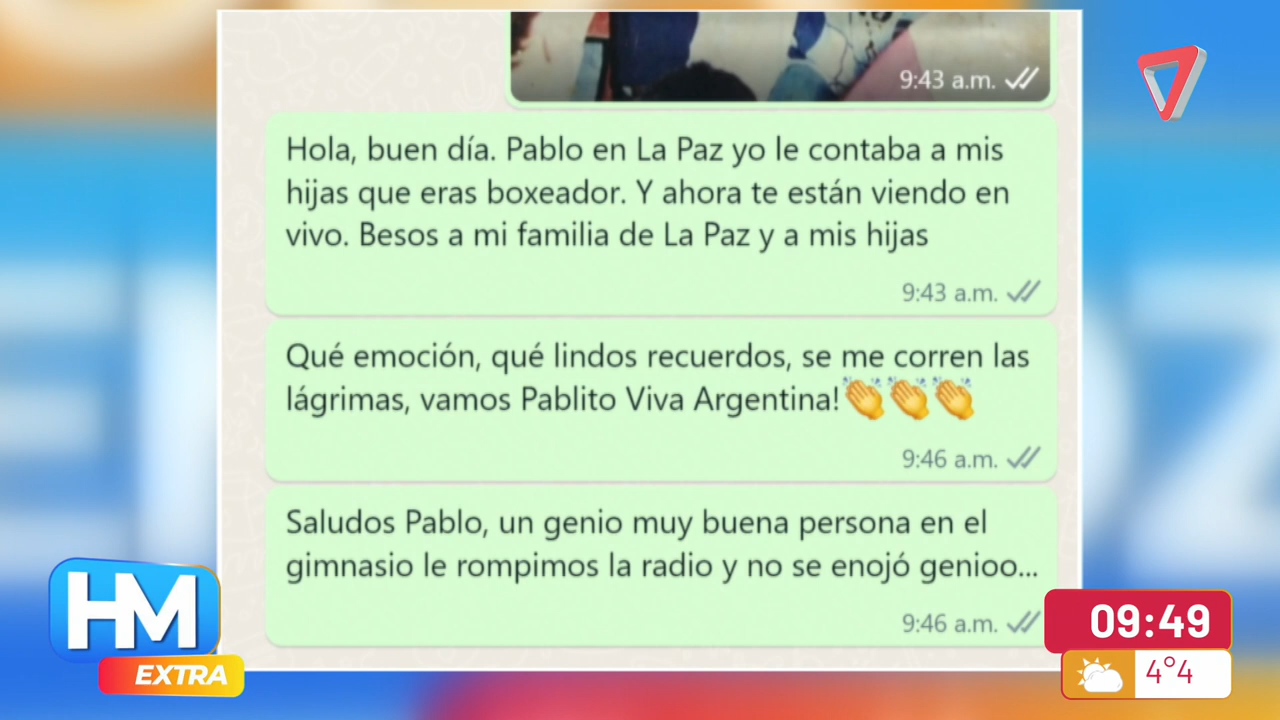 9:43 a.m.
Hola, buen día. Pablo en La Paz yo le contaba a mis
hijas que eras boxeador. Y ahora te están viendo en
vivo. Besos a mi familia de La Paz y a mis hijas
9:43 a.m.
Qué emoción, qué lindos recuerdos, se me corren las
lágrimas, vamos Pablito Viva Argentina!👏👏👏
9:46 a.m.
Saludos Pablo, un genio muy buena persona en el
gimnasio le rompimos la radio y no se enojó genioo...
9:46 a.m.
HM
EXTRA
09:49
4°4